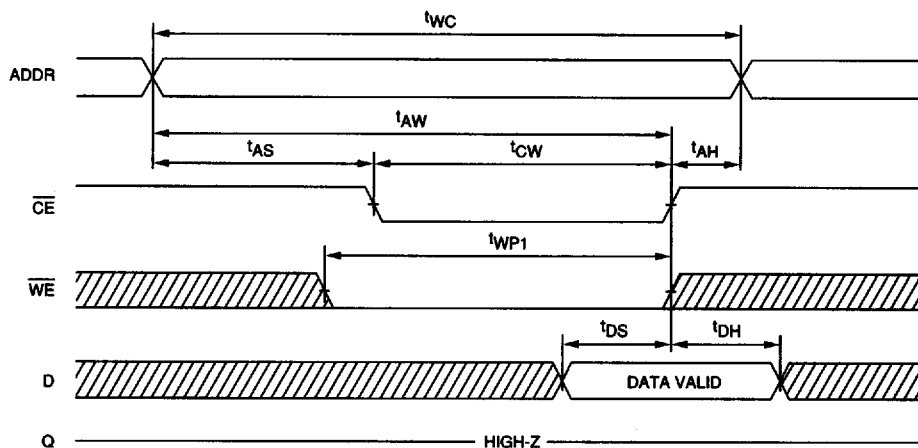 tWC
ADDR
tAW
tAS
tCW
tAH
CE
tWP1
WE
tDS
tDH
D
DATA VALID
Q
HIGH-Z